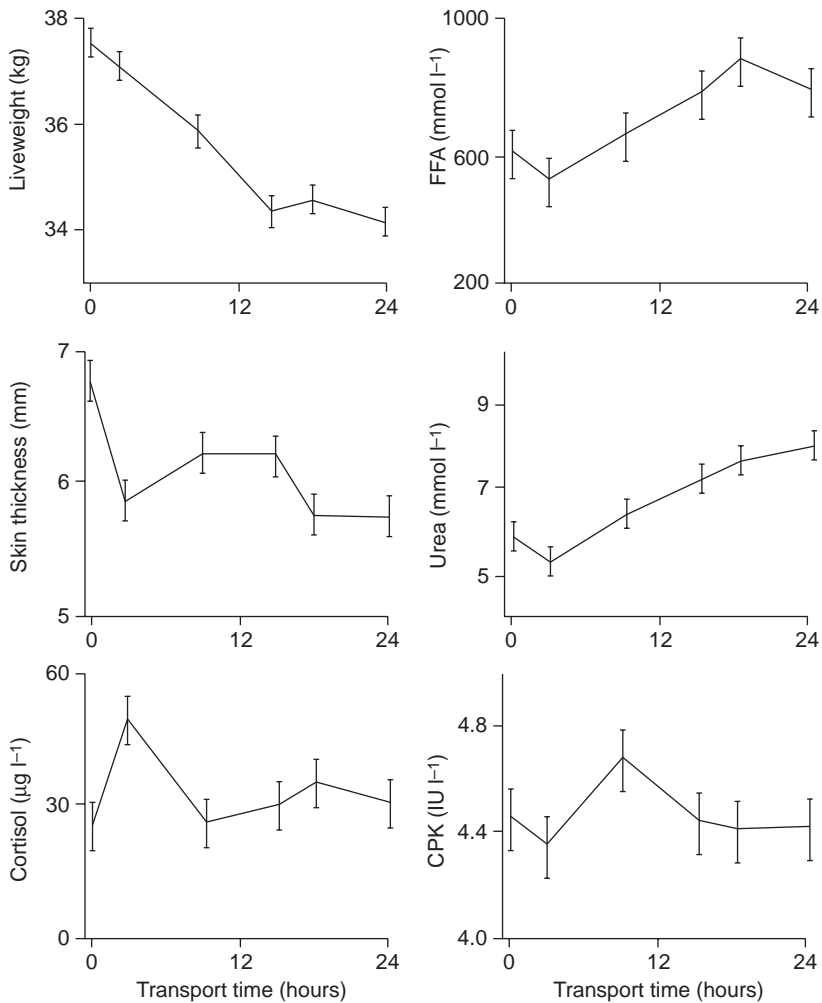 Liveweight (kg)
38
36
34
0 12 24
FFA (mmol l⁻¹)
1000
600
200
0 12 24
Skin thickness (mm)
7
6
5
0 12 24
Urea (mmol l⁻¹)
9
7
5
0 12 24
Cortisol (µg l⁻¹)
60
30
0
0 12 24
Transport time (hours)
CPK (IU l⁻¹)
4.8
4.4
4.0
0 12 24
Transport time (hours)